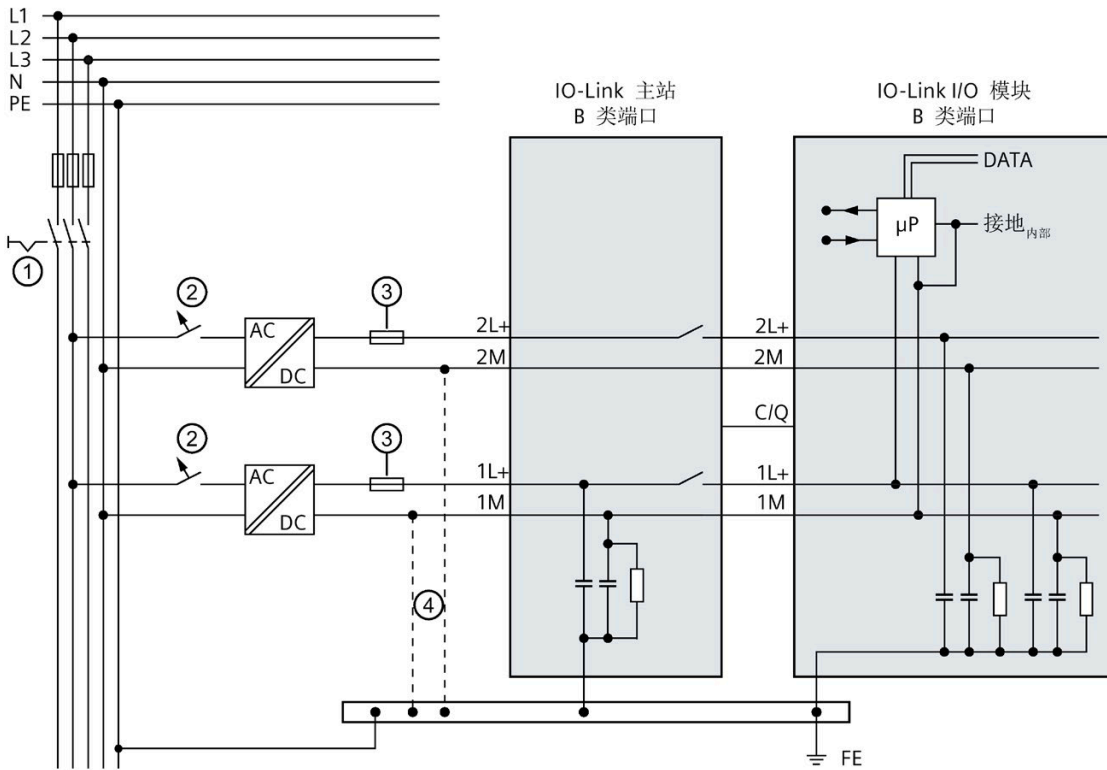 L1
L2
L3
N
PE
IO-Link 主站
B 类端口
IO-Link I/O 模块
B 类端口
DATA
μP
接地内部
①
②
AC
DC
③
2L+
2M
2L+
2M
C/Q
②
AC
DC
③
1L+
1M
1L+
1M
④
FE